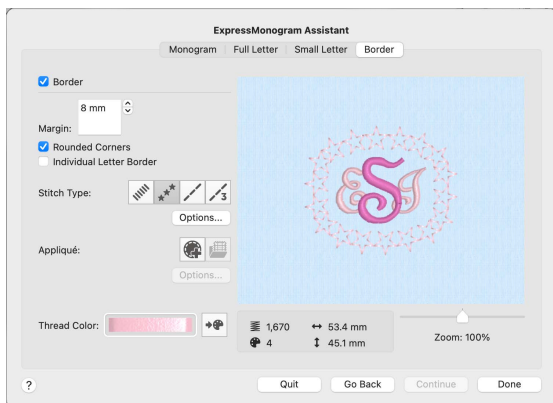 ExpressMonogram Assistant
Monogram Full Letter Small Letter Border
Border
8 mm
Margin:
Rounded Corners
Individual Letter Border
Stitch Type:
3
Options...
Appliqué:
Options...
Thread Color:
ESJ
1,670 53.4 mm
4 45.1 mm
Zoom: 100%
? Quit Go Back Continue Done